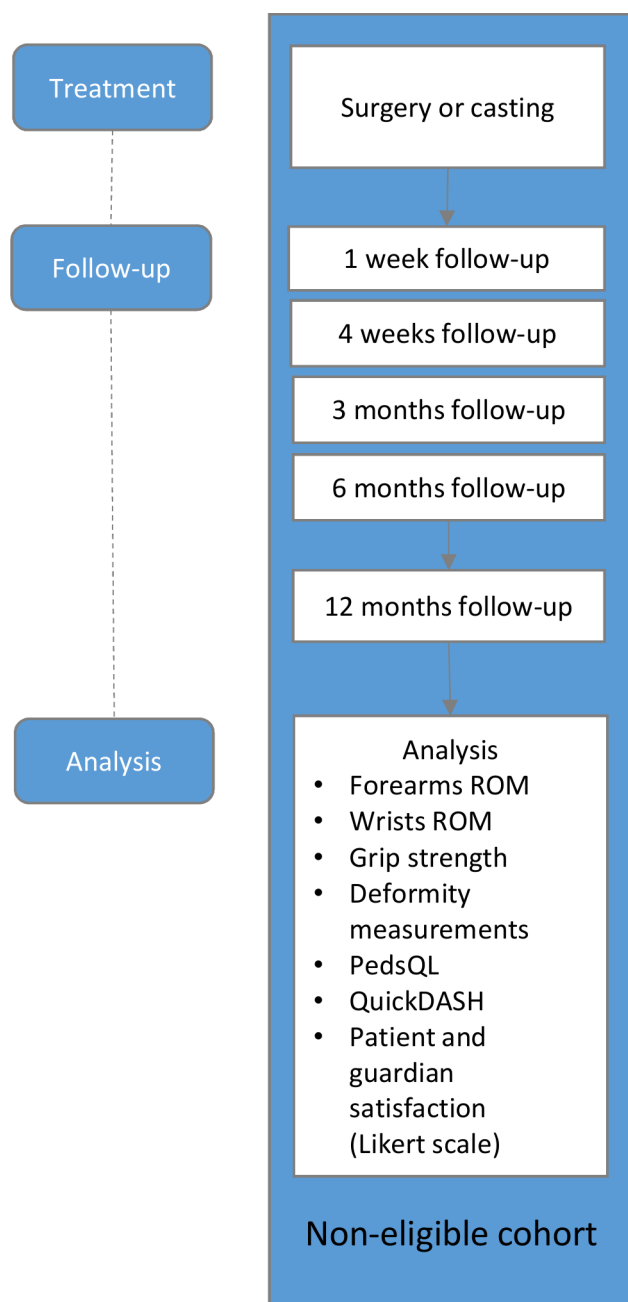 Treatment
Surgery or casting
Follow-up
1 week follow-up
4 weeks follow-up
3 months follow-up
6 months follow-up
12 months follow-up
Analysis
Analysis
• Forearms ROM
• Wrists ROM
• Grip strength
• Deformity
measurements
• PedsQL
• QuickDASH
• Patient and
guardian
satisfaction
(Likert scale)
Non-eligible cohort